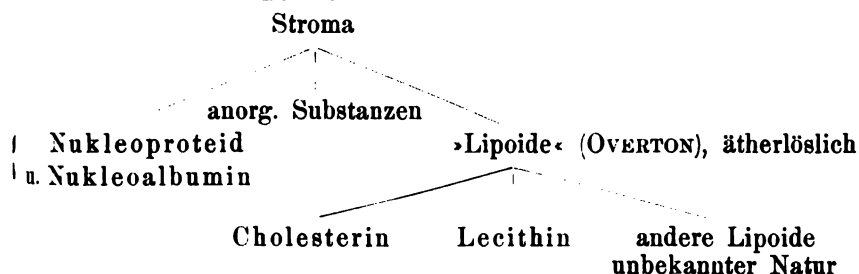 Stroma
anorg. Substanzen
Nukleoproteid »Lipoide« (OVERTON), ätherlöslich
u. Nukleoalbumin
Cholesterin Lecithin andere Lipoide
unbekannter Natur